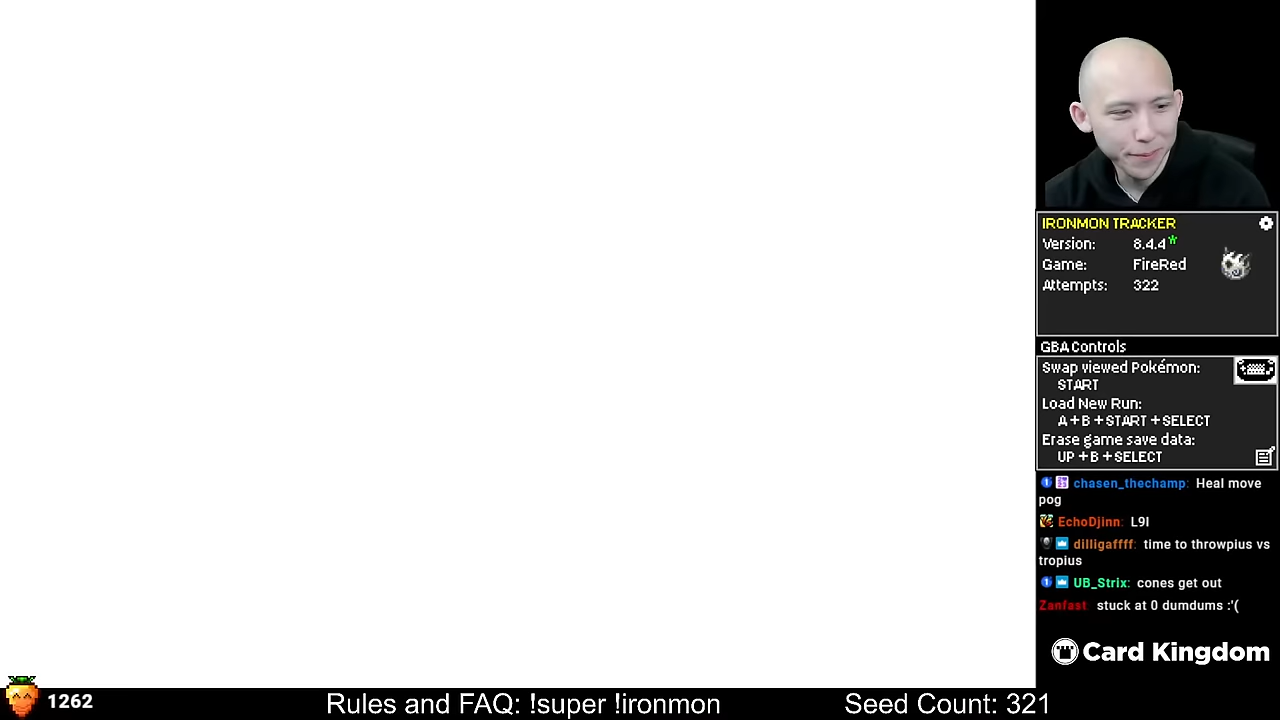 IRONMON TRACKER
Version: 8.4.4*
Game: FireRed
Attempts: 322
GBA Controls
Swap viewed Pokémon:
START
Load New Run:
A + B + START + SELECT
Erase game save data:
UP + B + SELECT
chasen_thechamp: Heal move
pog
EchoDjinn: L9I
dilligaffff: time to throwpius vs
tropius
UB_Strix: cones get out
Zanfast stuck at 0 dumdums :'(
Card Kingdom
1262
Rules and FAQ: !super !ironmon
Seed Count: 321